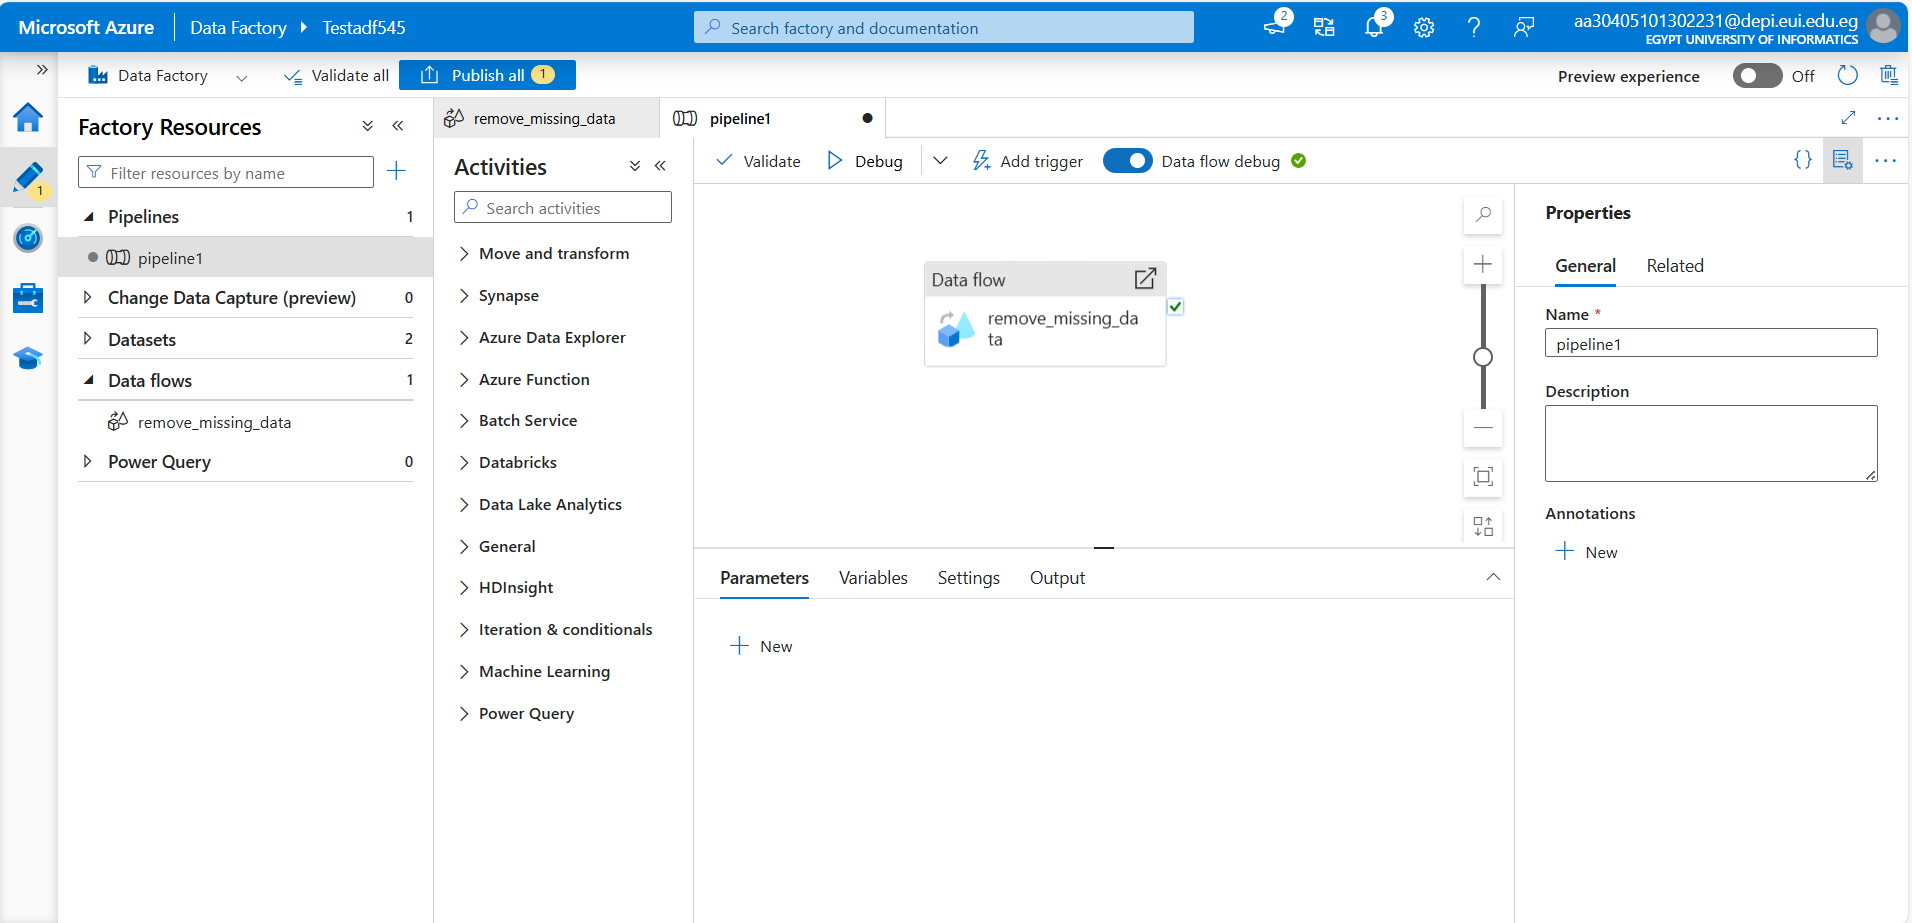 Microsoft Azure
Data Factory
Testadf545
Search factory and documentation
2
3
aa30405101302231@depi.eui.edu.eg
EGYPT UNIVERSITY OF INFORMATICS
Data Factory
Validate all
Publish all 1
Preview experience
Off
1
Factory Resources
Filter resources by name
Pipelines 1
pipeline1
Change Data Capture (preview) 0
Datasets 2
Data flows 1
remove_missing_data
Power Query 0
remove_missing_data
pipeline1
Activities
Search activities
Move and transform
Synapse
Azure Data Explorer
Azure Function
Batch Service
Databricks
Data Lake Analytics
General
HDInsight
Iteration & conditionals
Machine Learning
Power Query
Validate
Debug
Add trigger
Data flow debug
Data flow
remove_missing_da
ta
Parameters
Variables
Settings
Output
New
Properties
General
Related
Name *
pipeline1
Description
Annotations
New